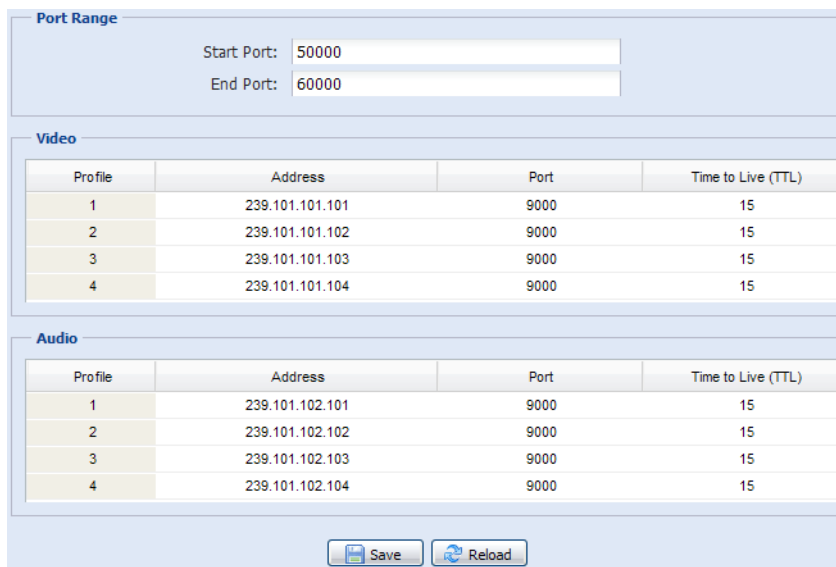 Port Range
Start Port: 50000
End Port: 60000
Video
Profile Address Port Time to Live (TTL)
1 239.101.101.101 9000 15
2 239.101.101.102 9000 15
3 239.101.101.103 9000 15
4 239.101.101.104 9000 15
Audio
Profile Address Port Time to Live (TTL)
1 239.101.102.101 9000 15
2 239.101.102.102 9000 15
3 239.101.102.103 9000 15
4 239.101.102.104 9000 15
Save Reload